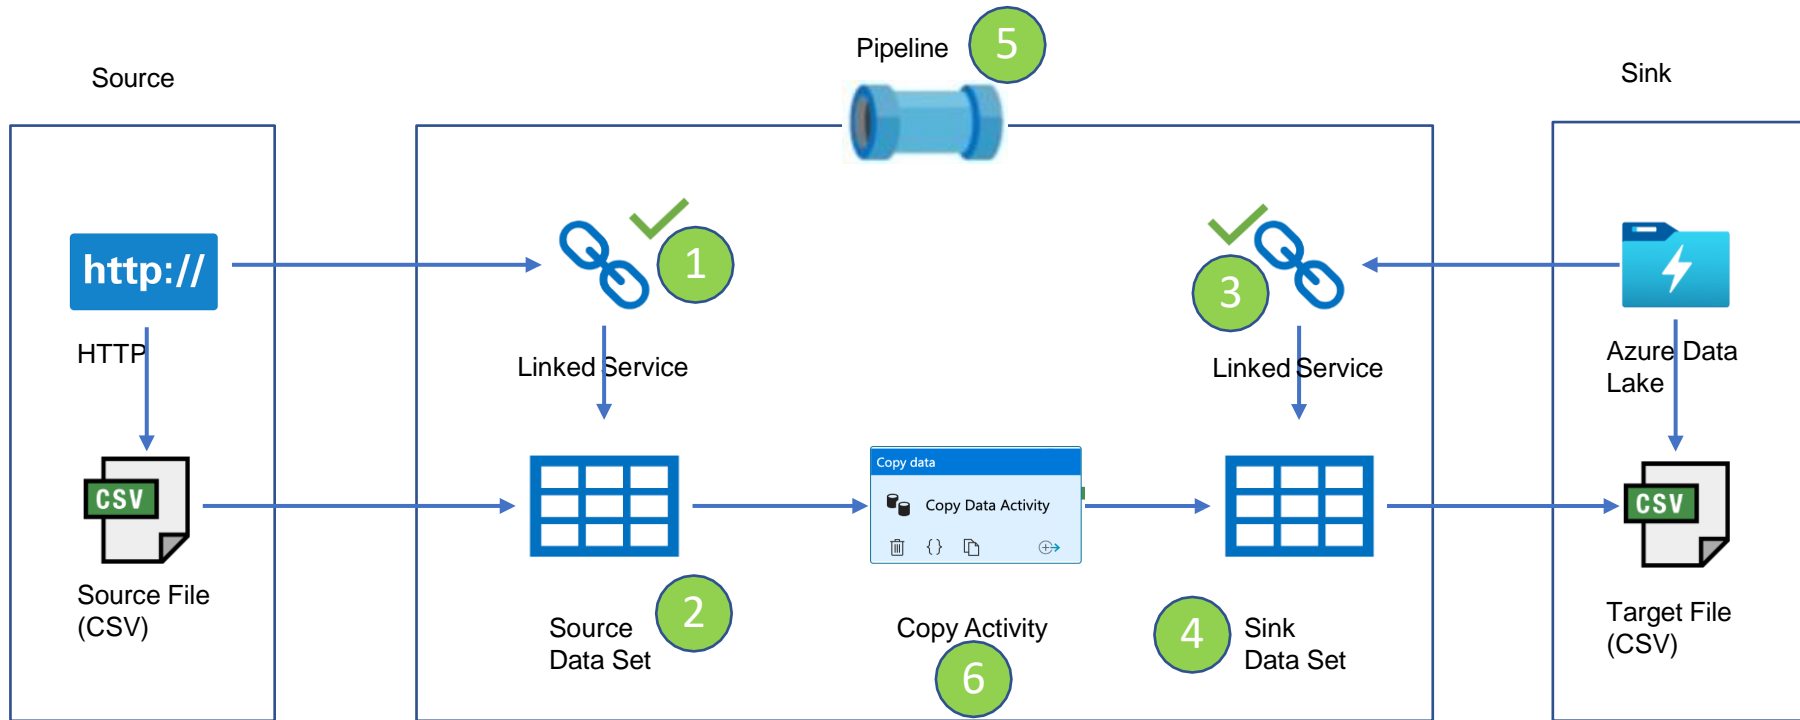 Pipeline
5
Source
Sink
http://
1
3
HTTP
Linked Service
Linked Service
Azure Data
Lake
Copy data
Copy Data Activity
{}
CSV
CSV
Source File
(CSV)
Source
Data Set
2
Copy Activity
6
4
Sink
Data Set
Target File
(CSV)